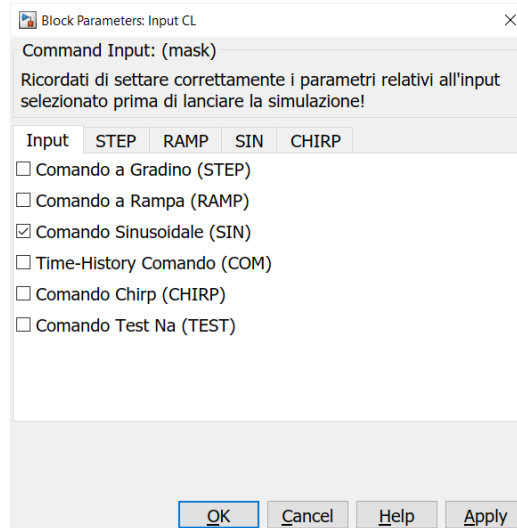 Block Parameters: Input CL
Command Input: (mask)
Ricordati di settare correttamente i parametri relativi all'input
selezionato prima di lanciare la simulazione!
Input STEP RAMP SIN CHIRP
Comando a Gradino (STEP)
Comando a Rampa (RAMP)
Comando Sinusoidale (SIN)
Time-History Comando (COM)
Comando Chirp (CHIRP)
Comando Test Na (TEST)
OK Cancel Help Apply